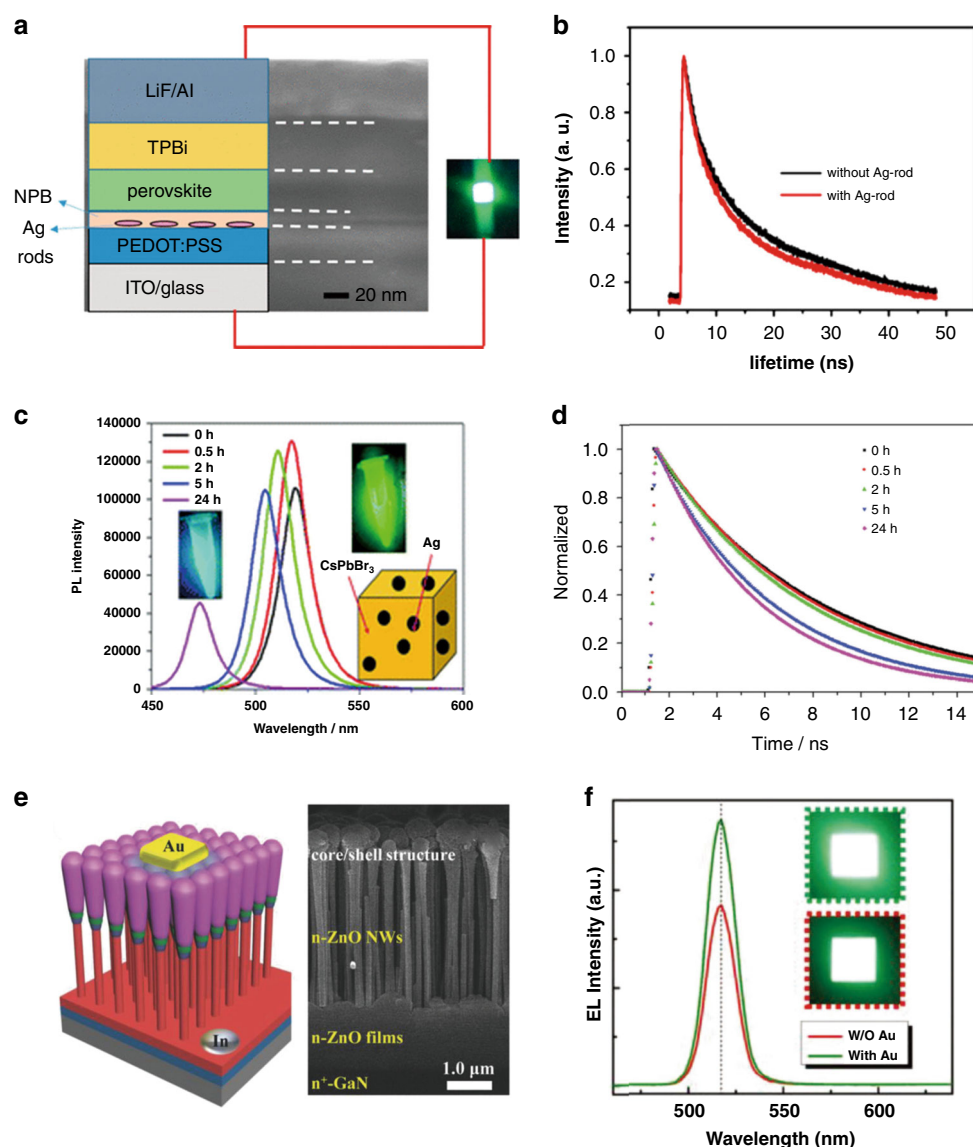 a
LiF/Al
TPBi
perovskite
NPB
Ag
rods
PEDOT:PSS
ITO/glass
20 nm
b
Intensity (a. u.)
1.0
0.8
0.6
0.4
0.2
without Ag-rod
with Ag-rod
0 10 20 30 40 50
lifetime (ns)
c
PL intensity
140000
120000
100000
80000
60000
40000
20000
0
0 h
0.5 h
2 h
5 h
24 h
Ag
CsPbBr₃
450 500 550 600
Wavelength / nm
d
Normalized
1.0
0.8
0.6
0.4
0.2
0.0
0 h
0.5 h
2 h
5 h
24 h
0 2 4 6 8 10 12 14
Time / ns
e
Au
In
core/shell structure
n-ZnO NWs
n-ZnO films
n⁺-GaN
1.0 µm
f
EL Intensity (a.u.)
W/O Au
With Au
500 550 600
Wavelength (nm)